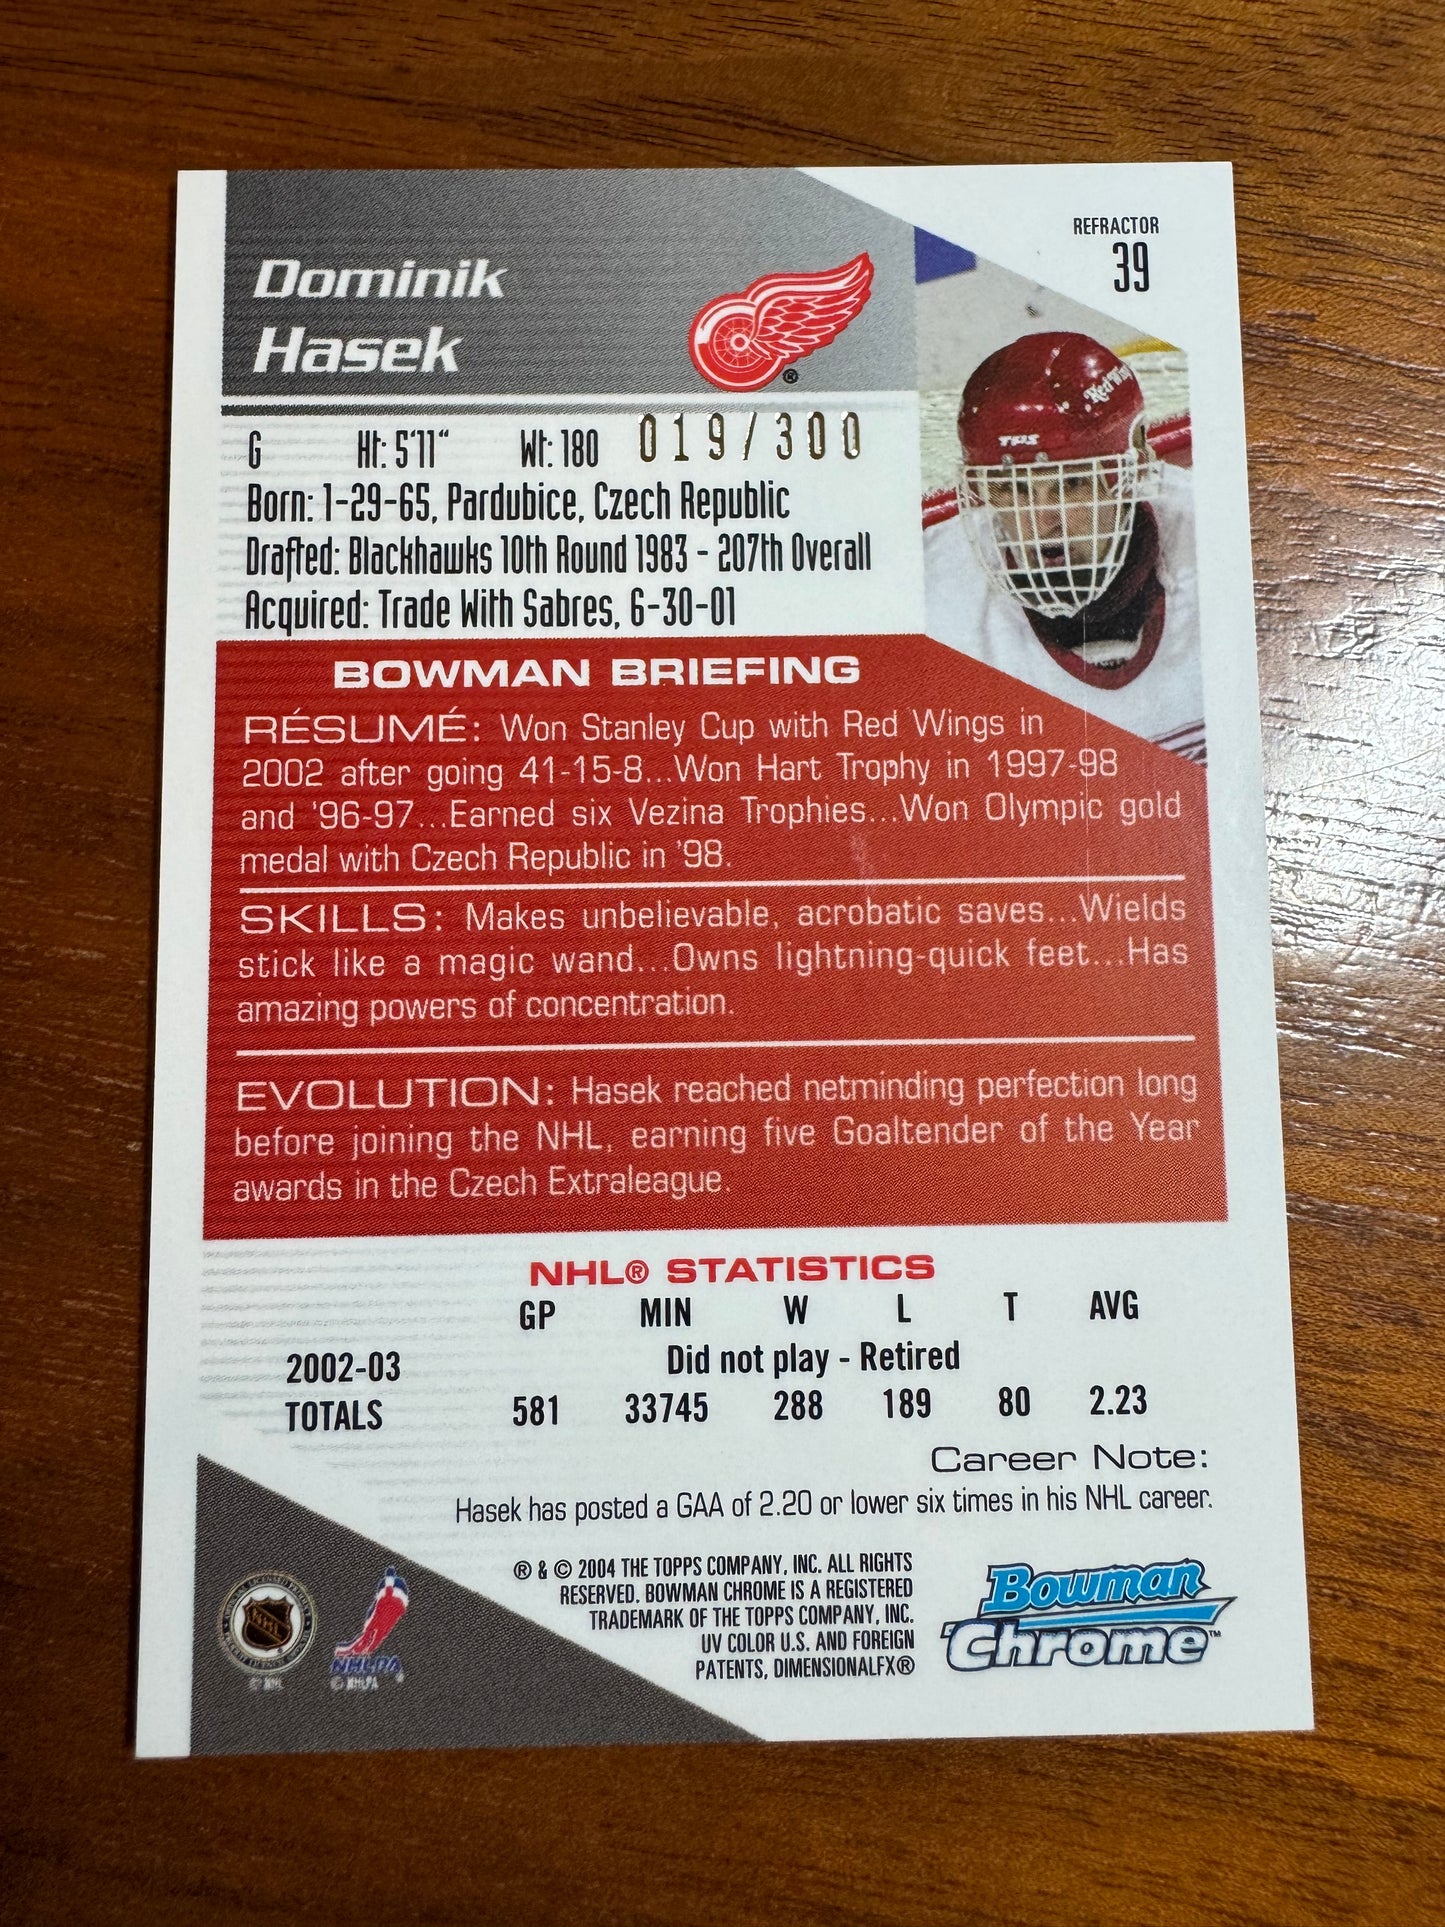 REFRACTOR
39
Dominik
Hasek
®
Red Wings
G Ht: 5'11" Wt: 180 019/300
Born: 1-29-65, Pardubice, Czech Republic
Drafted: Blackhawks 10th Round 1983 - 207th Overall
Acquired: Trade With Sabres, 6-30-01
BOWMAN BRIEFING
RÉSUMÉ: Won Stanley Cup with Red Wings in
2002 after going 41-15-8...Won Hart Trophy in 1997-98
and '96-97...Earned six Vezina Trophies...Won Olympic gold
medal with Czech Republic in '98.
SKILLS: Makes unbelievable, acrobatic saves...Wields
stick like a magic wand...Owns lightning-quick feet...Has
amazing powers of concentration.
EVOLUTION: Hasek reached netminding perfection long
before joining the NHL, earning five Goaltender of the Year
awards in the Czech Extraleague.
NHL® STATISTICS
GP MIN W L T AVG
2002-03 Did not play - Retired
TOTALS 581 33745 288 189 80 2.23
Career Note:
Hasek has posted a GAA of 2.20 or lower six times in his NHL career.
® & © 2004 THE TOPPS COMPANY, INC. ALL RIGHTS
RESERVED. BOWMAN CHROME IS A REGISTERED
TRADEMARK OF THE TOPPS COMPANY, INC.
UV COLOR U.S. AND FOREIGN
PATENTS, DIMENSIONALFX®
NHL
© NHL
NHLPA
© NHLPA
Bowman
Chrome™